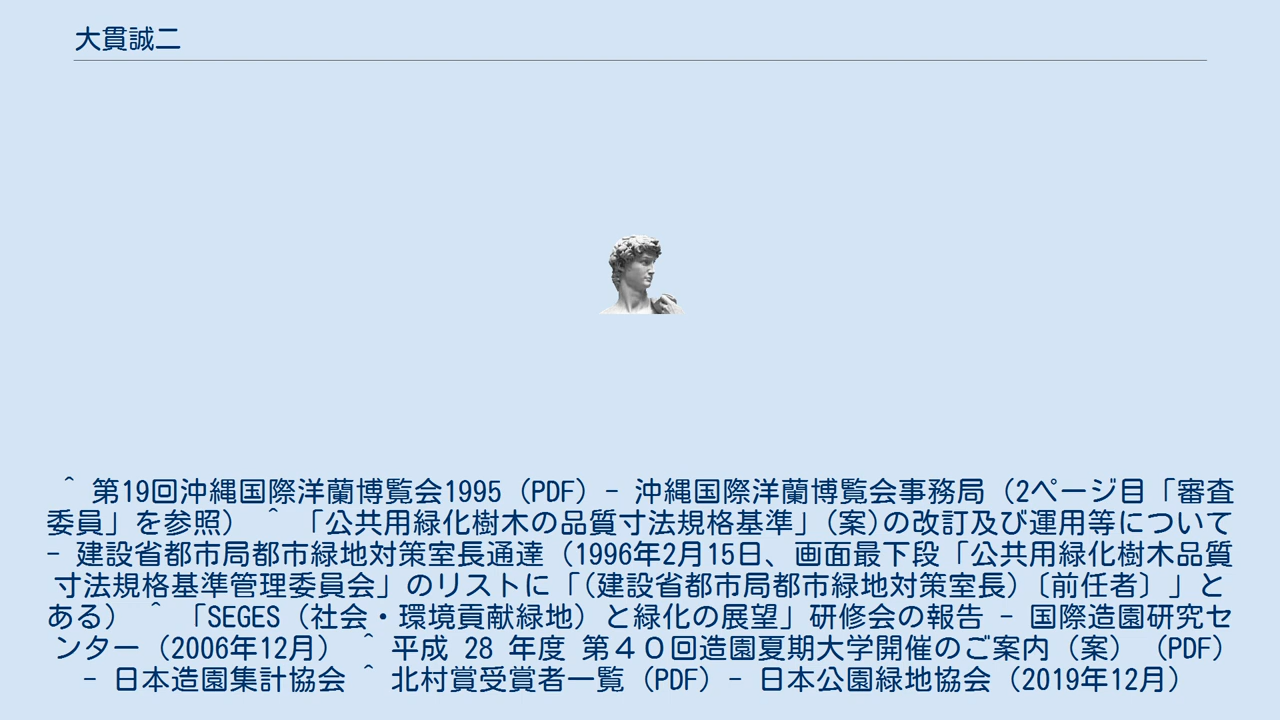 大貫誠二
＾ 第19回沖縄国際洋蘭博覧会1995（PDF）- 沖縄国際洋蘭博覧会事務局（2ページ目「審査
委員」を参照） ＾ 「公共用緑化樹木の品質寸法規格基準」(案)の改訂及び運用等について
- 建設省都市局都市緑地対策室長通達（1996年2月15日、画面最下段「公共用緑化樹木品質
寸法規格基準管理委員会」のリストに「(建設省都市局都市緑地対策室長)〔前任者〕」と
ある） ＾ 「SEGES（社会・環境貢献緑地）と緑化の展望」研修会の報告 - 国際造園研究セ
ンター（2006年12月） ＾ 平成 28 年度 第４０回造園夏期大学開催のご案内（案）（PDF）
- 日本造園集計協会 ＾ 北村賞受賞者一覧（PDF）- 日本公園緑地協会（2019年12月）